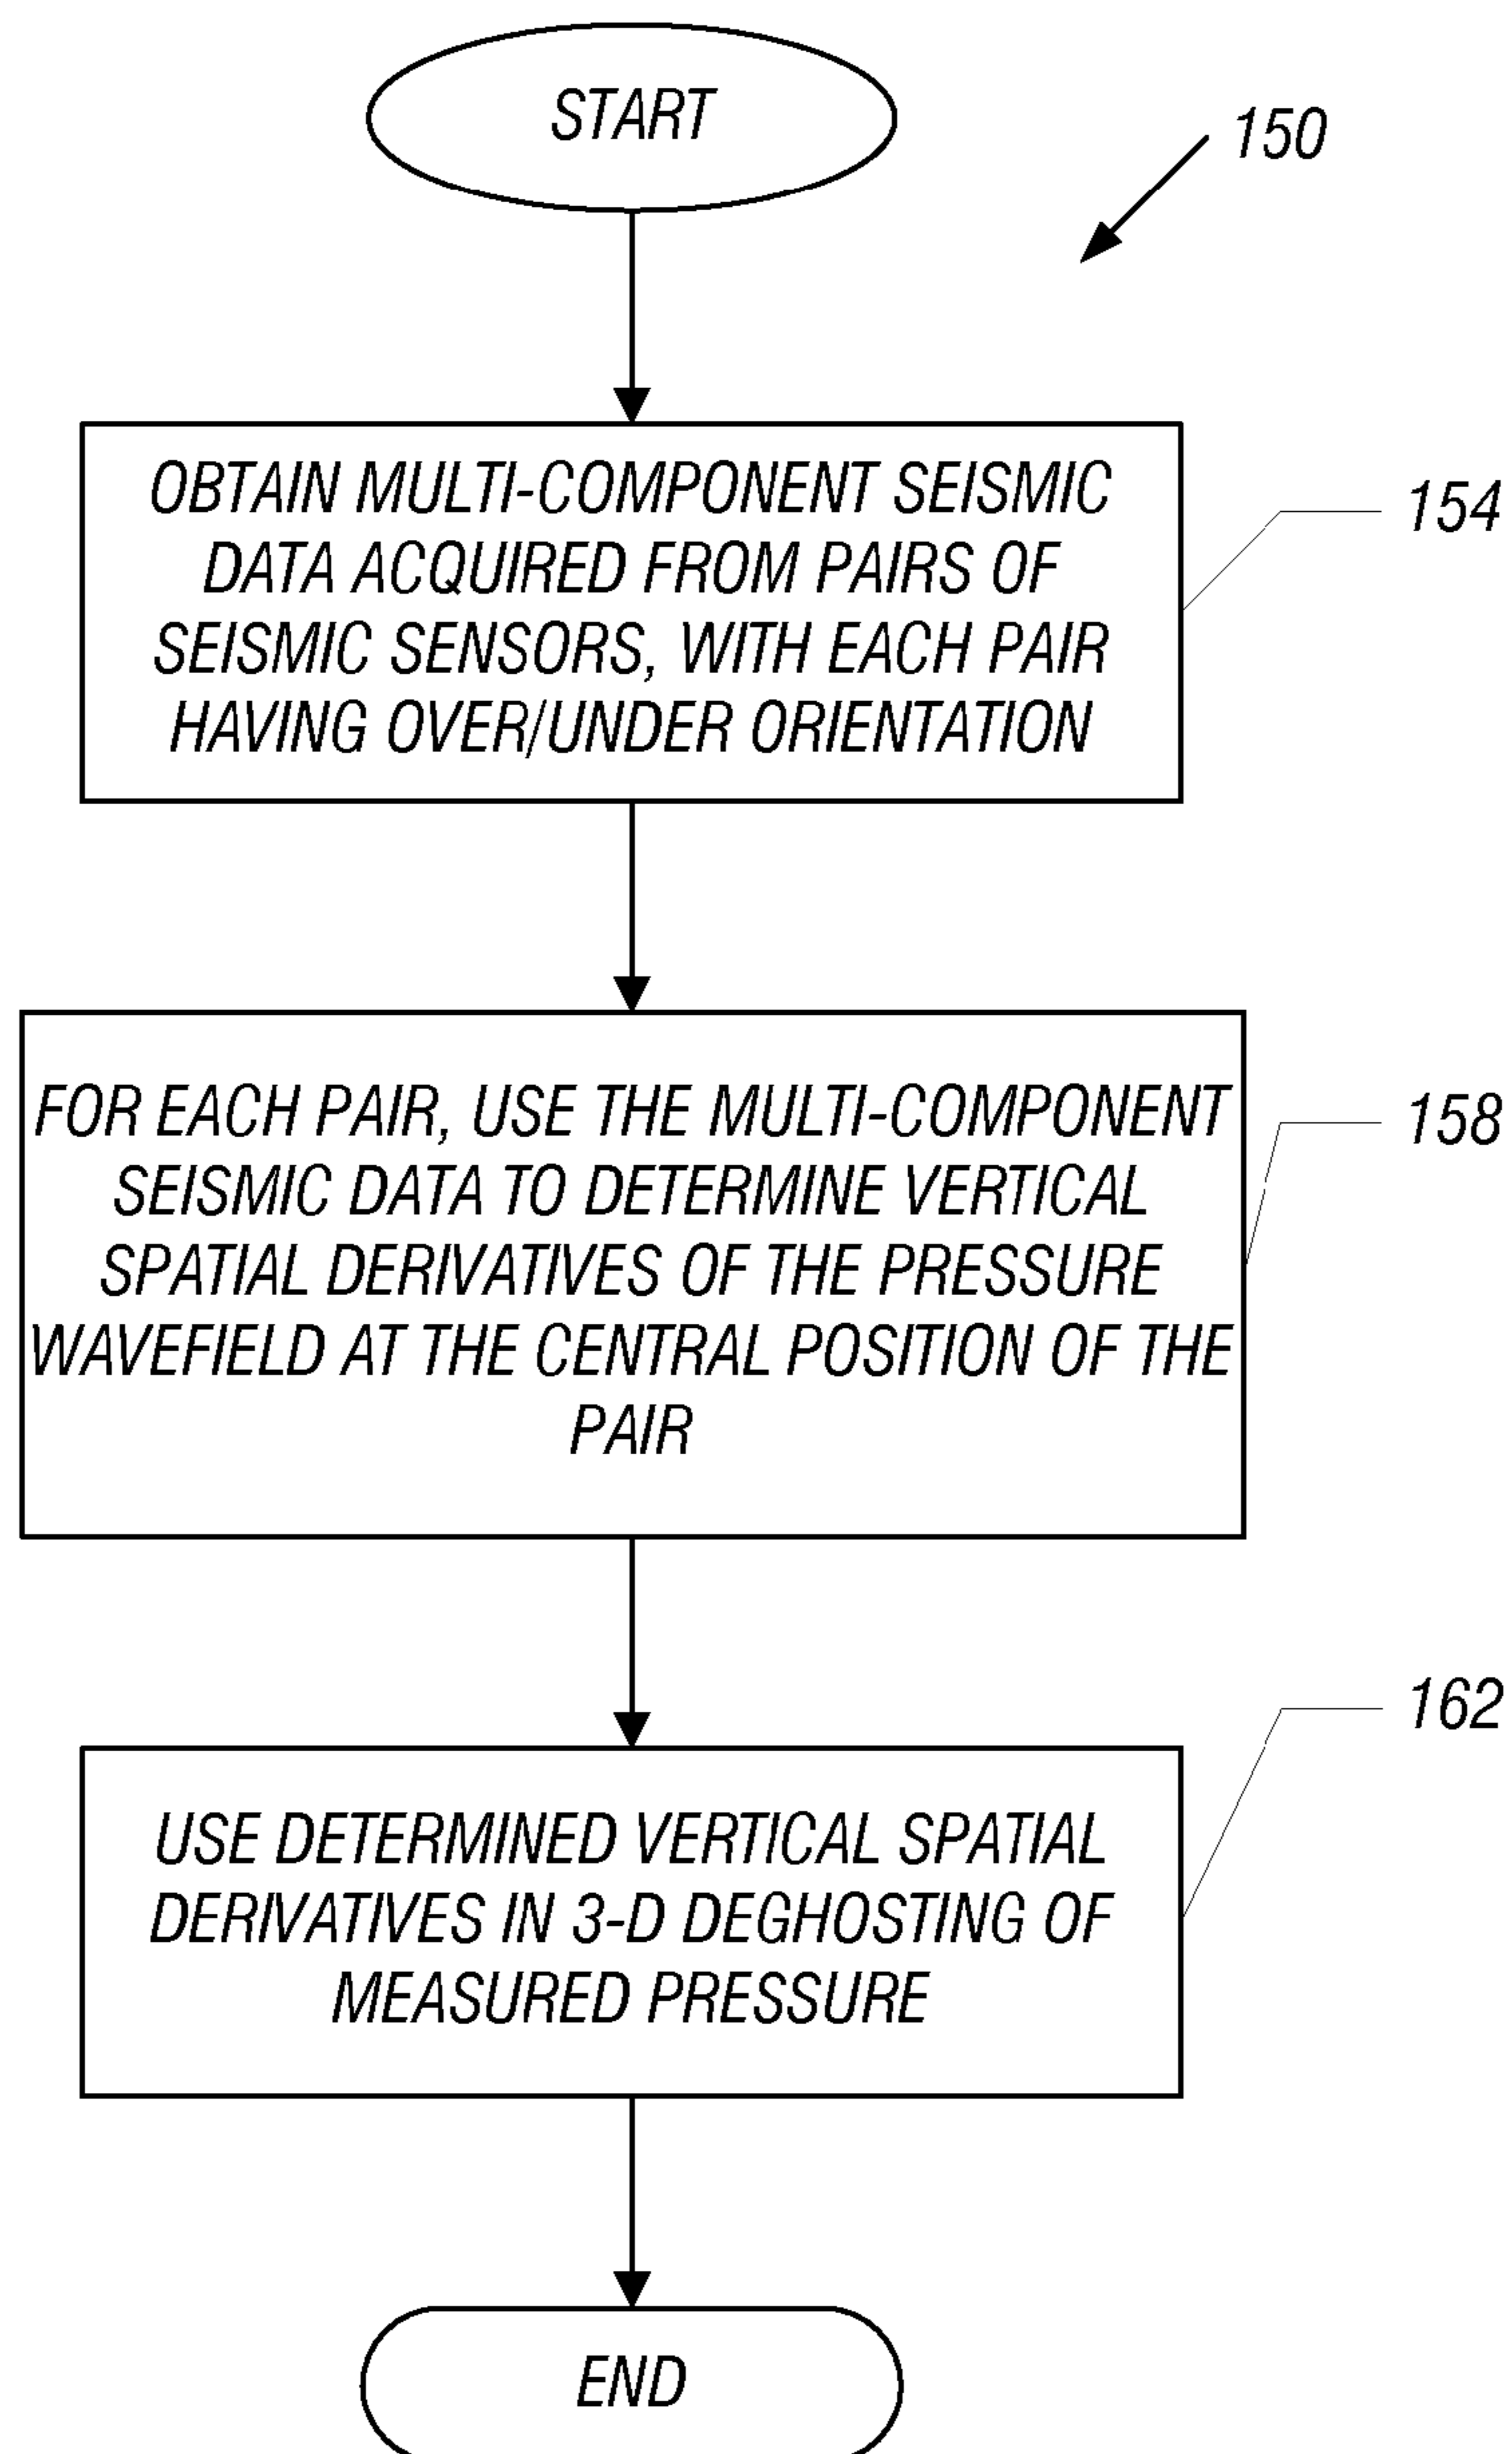 START
150
OBTAIN MULTI-COMPONENT SEISMIC
DATA ACQUIRED FROM PAIRS OF
SEISMIC SENSORS, WITH EACH PAIR
HAVING OVER/UNDER ORIENTATION
154
FOR EACH PAIR, USE THE MULTI-COMPONENT
SEISMIC DATA TO DETERMINE VERTICAL
SPATIAL DERIVATIVES OF THE PRESSURE
WAVEFIELD AT THE CENTRAL POSITION OF THE
PAIR
158
USE DETERMINED VERTICAL SPATIAL
DERIVATIVES IN 3-D DEGHOSTING OF
MEASURED PRESSURE
162
END